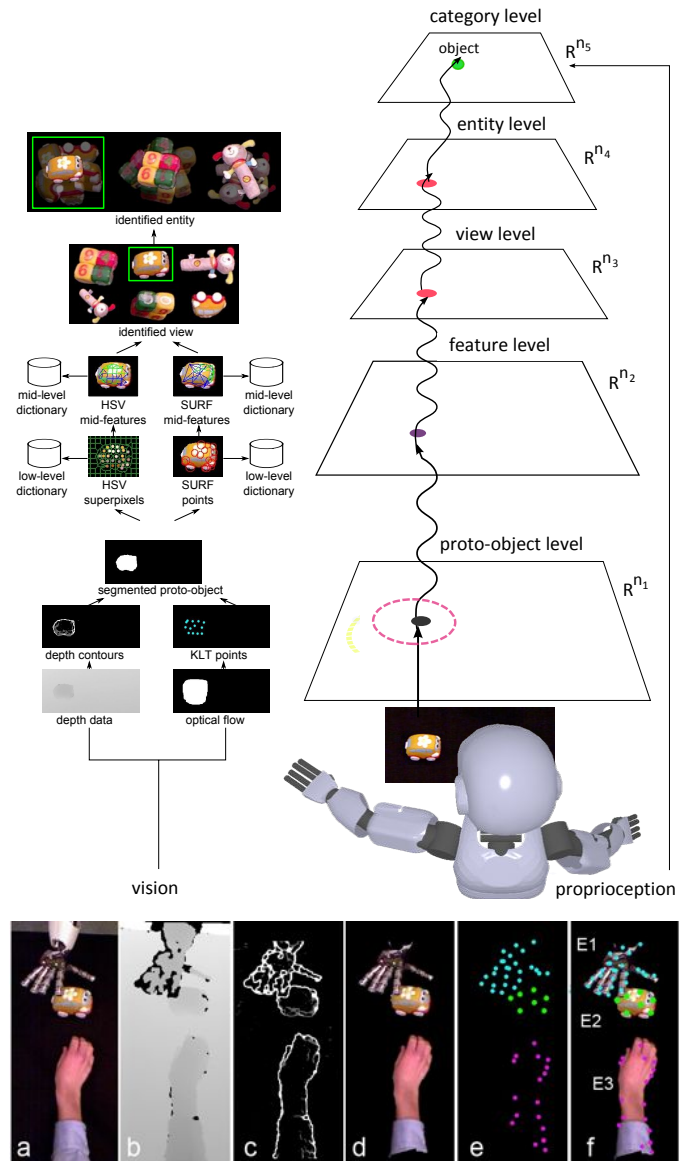 category level
object
R^n5
entity level
R^n4
view level
R^n3
feature level
R^n2
proto-object level
R^n1
identified entity
identified view
mid-level
dictionary
HSV
mid-features
SURF
mid-features
mid-level
dictionary
low-level
dictionary
HSV
superpixels
SURF
points
low-level
dictionary
segmented proto-object
depth contours
KLT points
depth data
optical flow
vision
proprioception
a
b
c
d
e
f
E1
E2
E3